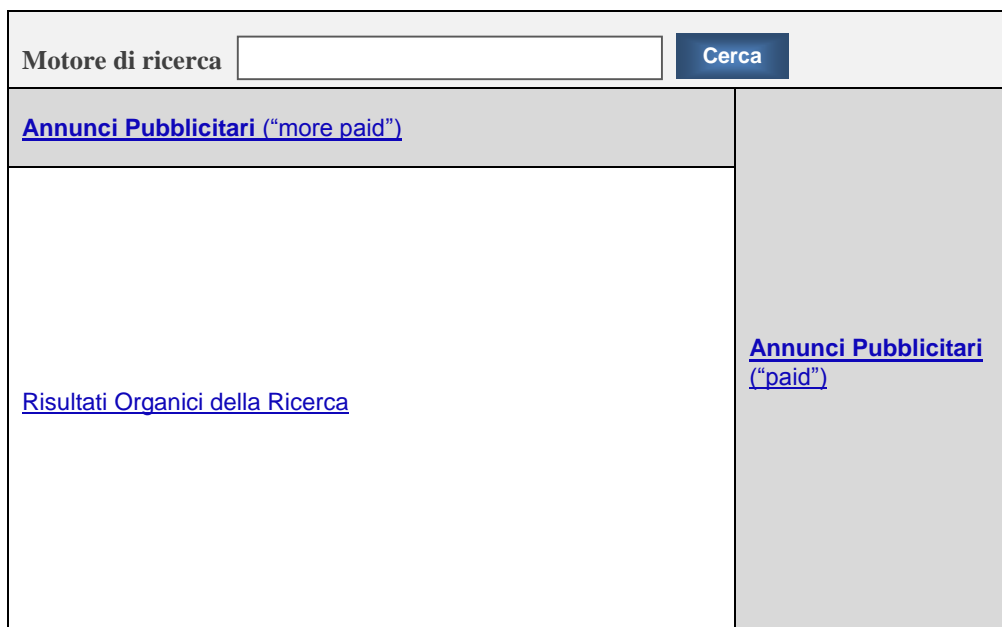 Motore di ricerca
Cerca
Annunci Pubblicitari (“more paid”)
Risultati Organici della Ricerca
Annunci Pubblicitari
(“paid”)